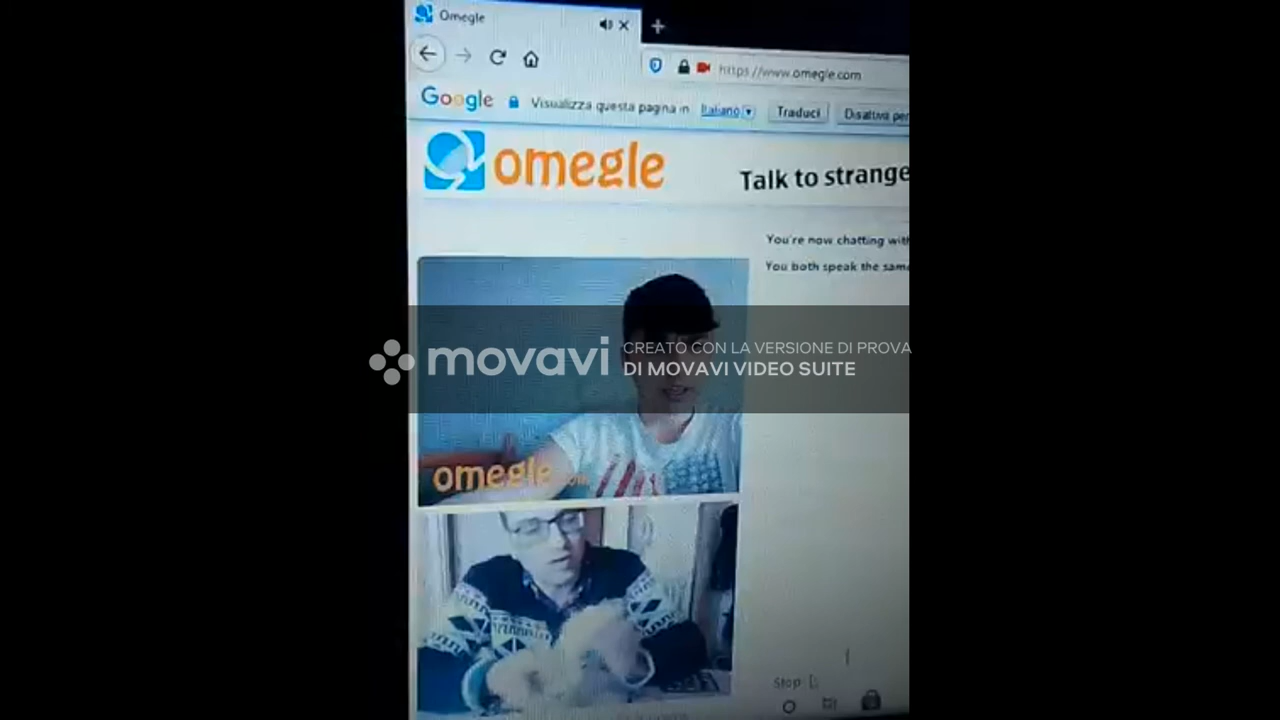 Omegle
https://www.omegle.com
Google Visualizza questa pagina in Italiano Traduci Disattiva per
omegle
Talk to strange
You're now chatting with
You both speak the same
movavi
CREATO CON LA VERSIONE DI PROVA
DI MOVAVI VIDEO SUITE
omegle
Stop